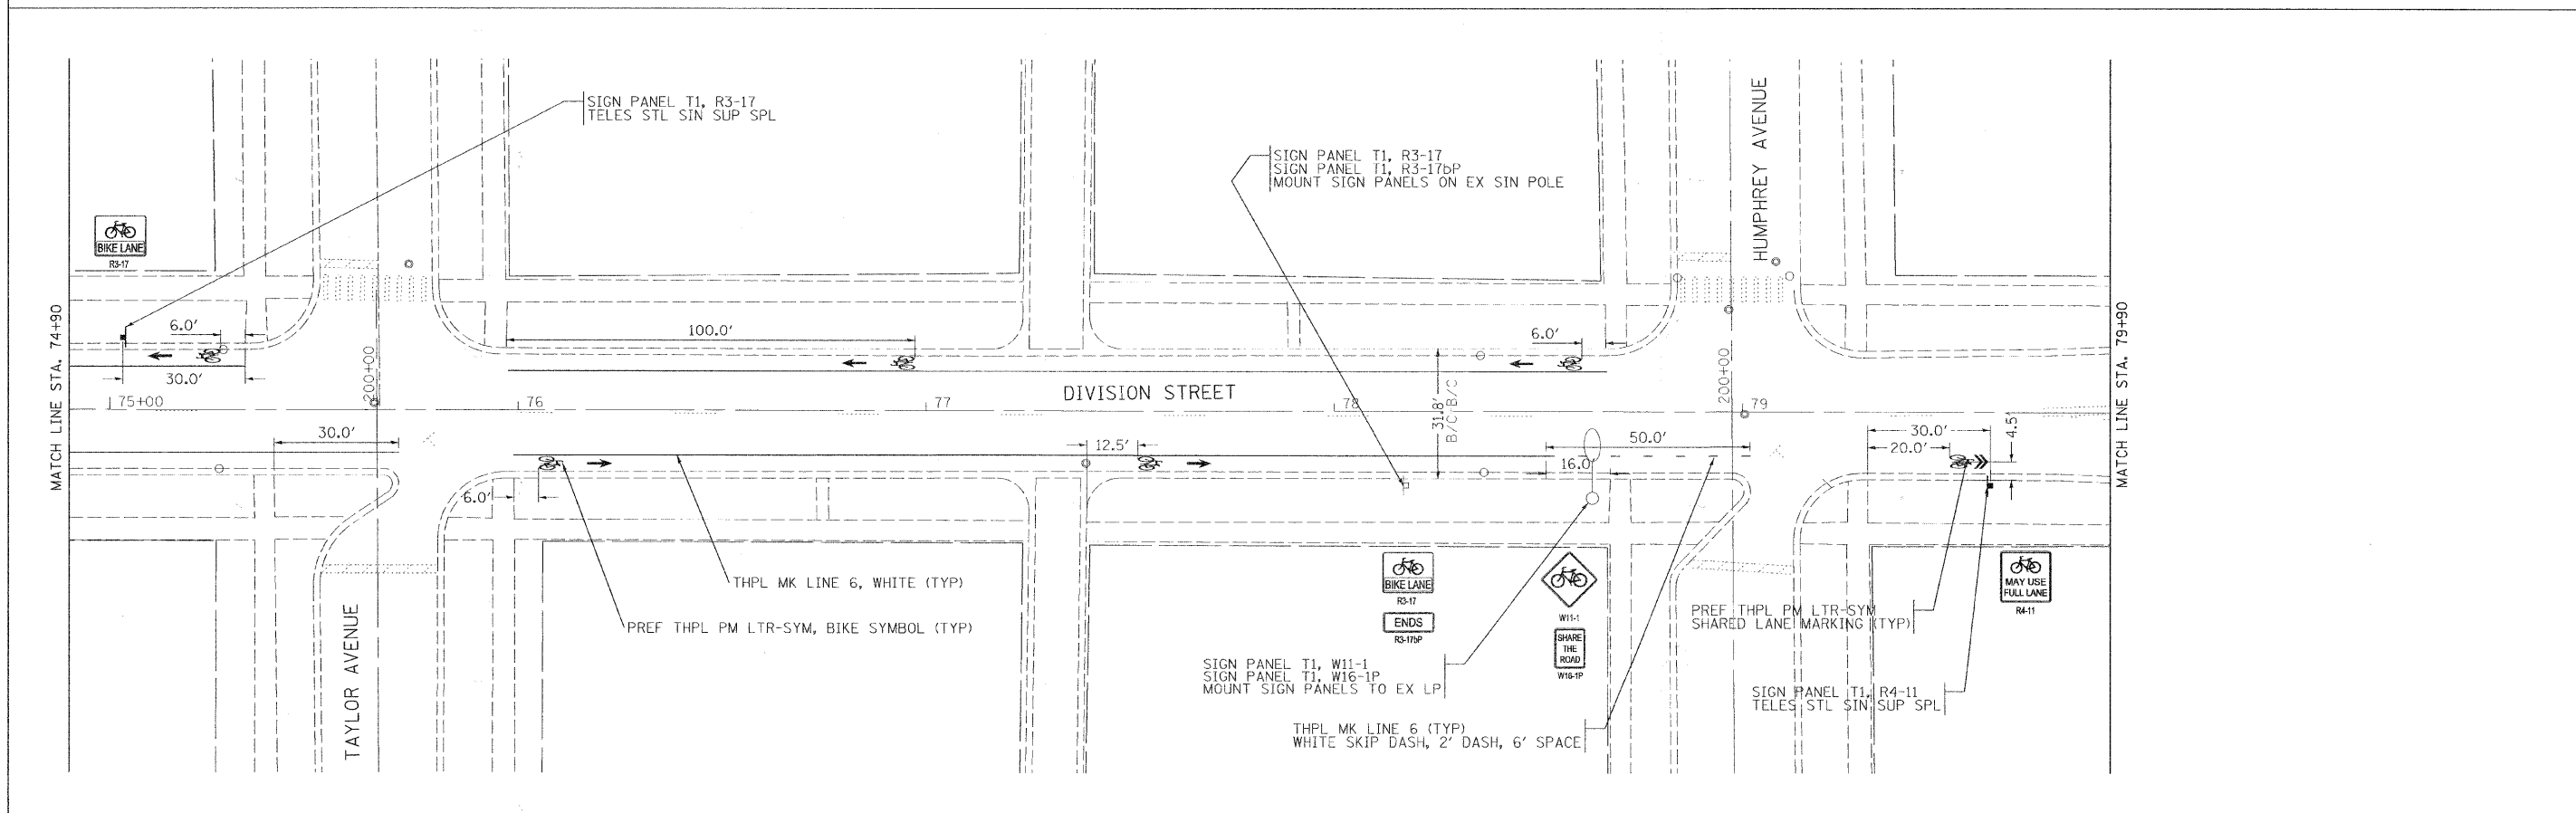 SIGN PANEL T1, R3-17
TELES STL SIN SUP SPL
HUMPHREY AVENUE
SIGN PANEL T1, R3-17
SIGN PANEL T1, R3-17bP
MOUNT SIGN PANELS ON EX SIN POLE
BIKE LANE
R3-17
MATCH LINE STA. 74+90
MATCH LINE STA. 79+90
6.0'
100.0'
6.0'
30.0'
200+00
200+00
DIVISION STREET
75+00
76
77
78
79
31.8'
B/C-B/C
30.0'
12.5'
50.0'
16.0'
30.0'
20.0'
4.5'
6.0'
THPL MK LINE 6, WHITE (TYP)
PREF THPL PM LTR-SYM, BIKE SYMBOL (TYP)
TAYLOR AVENUE
BIKE LANE
R3-17
ENDS
R3-17bP
W11-1
SHARE
THE
ROAD
W16-1P
MAY USE
FULL LANE
R4-11
PREF THPL PM LTR-SYM
SHARED LANE MARKING (TYP)
SIGN PANEL T1, W11-1
SIGN PANEL T1, W16-1P
MOUNT SIGN PANELS TO EX LP
SIGN PANEL T1, R4-11
TELES STL SIN SUP SPL
THPL MK LINE 6 (TYP)
WHITE SKIP DASH, 2' DASH, 6' SPACE